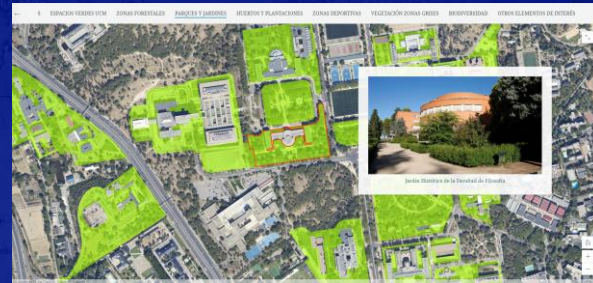 ESPACIOS VERDES UCM ZONAS FORESTALES PARQUES Y JARDINES HUERTOS Y PLANTACIONES ZONAS DEPORTIVAS VEGETACIÓN ZONAS GRISES BIODIVERSIDAD OTROS ELEMENTOS DE INTERÉS
Jardín Histórico de la Facultad de Filosofía